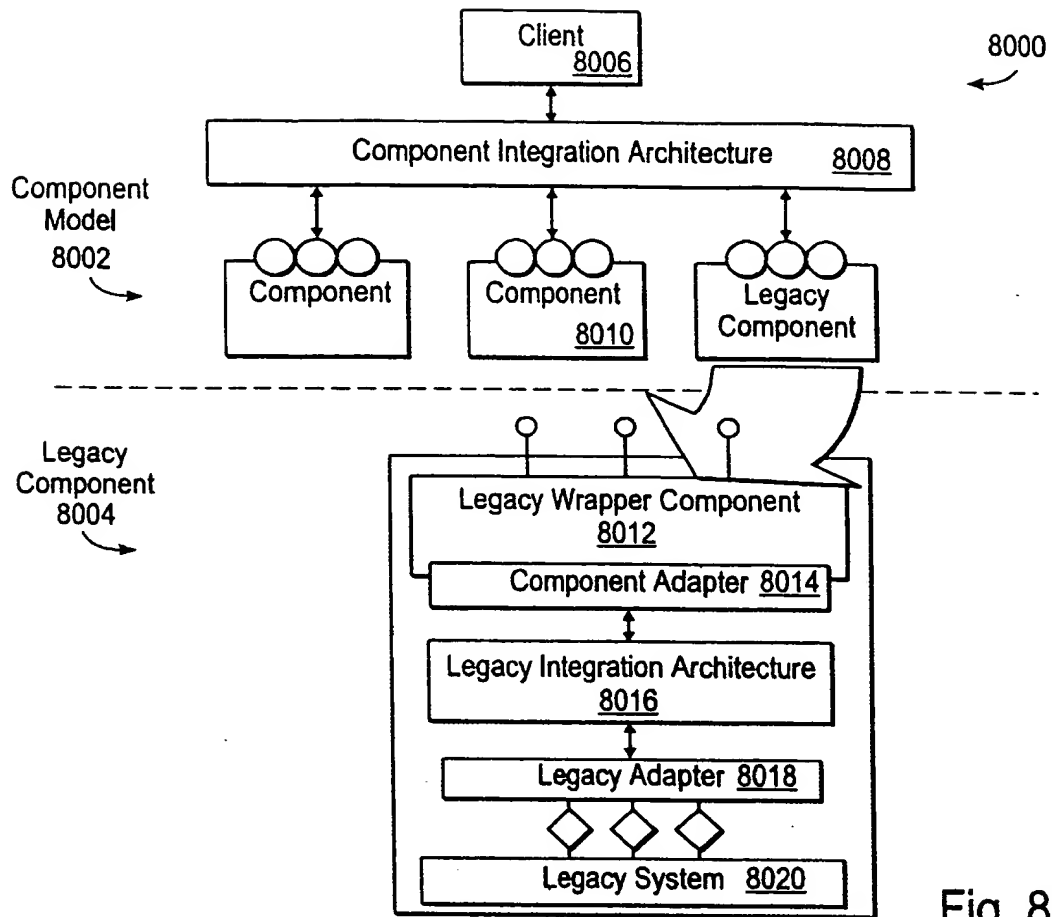 Client
8006
8000
Component Integration Architecture 8008
Component
Model
8002
Component
Component
8010
Legacy
Component
Legacy
Component
8004
Legacy Wrapper Component
8012
Component Adapter 8014
Legacy Integration Architecture
8016
Legacy Adapter 8018
Legacy System 8020
Fig. 8